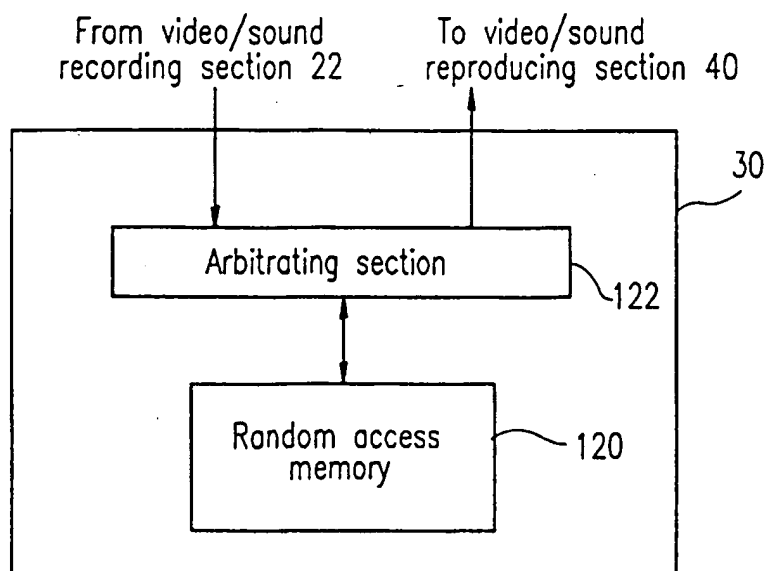 From video/sound
recording section 22
To video/sound
reproducing section 40
30
Arbitrating section
122
Random access
memory
120